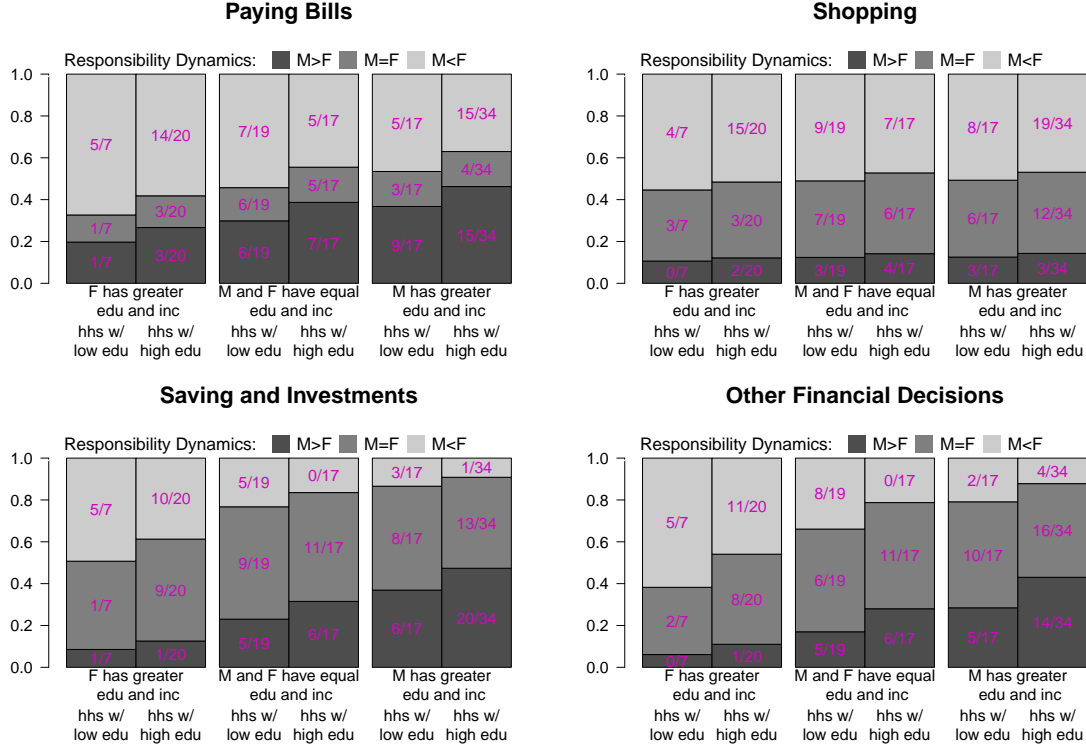 Paying Bills
Responsibility Dynamics: M>F M=F M<F
1.0
0.8
0.6
0.4
0.2
0.0
5/7 14/20 7/19 5/17 5/17 15/34
1/7 3/20 6/19 5/17 3/17 4/34
1/7 3/20 6/19 7/17 9/17 15/34
F has greater edu and inc
M and F have equal edu and inc
M has greater edu and inc
hhs w/ low edu
hhs w/ high edu
hhs w/ low edu
hhs w/ high edu
hhs w/ low edu
hhs w/ high edu
Shopping
Responsibility Dynamics: M>F M=F M<F
1.0
0.8
0.6
0.4
0.2
0.0
4/7 15/20 9/19 7/17 8/17 19/34
3/7 3/20 7/19 6/17 6/17 12/34
0/7 2/20 3/19 4/17 3/17 3/34
F has greater edu and inc
M and F have equal edu and inc
M has greater edu and inc
hhs w/ low edu
hhs w/ high edu
hhs w/ low edu
hhs w/ high edu
hhs w/ low edu
hhs w/ high edu
Saving and Investments
Responsibility Dynamics: M>F M=F M<F
1.0
0.8
0.6
0.4
0.2
0.0
5/7 10/20 5/19 0/17 3/17 1/34
1/7 9/20 9/19 11/17 8/17 13/34
1/7 1/20 5/19 6/17 6/17 20/34
F has greater edu and inc
M and F have equal edu and inc
M has greater edu and inc
hhs w/ low edu
hhs w/ high edu
hhs w/ low edu
hhs w/ high edu
hhs w/ low edu
hhs w/ high edu
Other Financial Decisions
Responsibility Dynamics: M>F M=F M<F
1.0
0.8
0.6
0.4
0.2
0.0
5/7 11/20 8/19 0/17 2/17 4/34
2/7 8/20 6/19 11/17 10/17 16/34
0/7 1/20 5/19 6/17 5/17 14/34
F has greater edu and inc
M and F have equal edu and inc
M has greater edu and inc
hhs w/ low edu
hhs w/ high edu
hhs w/ low edu
hhs w/ high edu
hhs w/ low edu
hhs w/ high edu